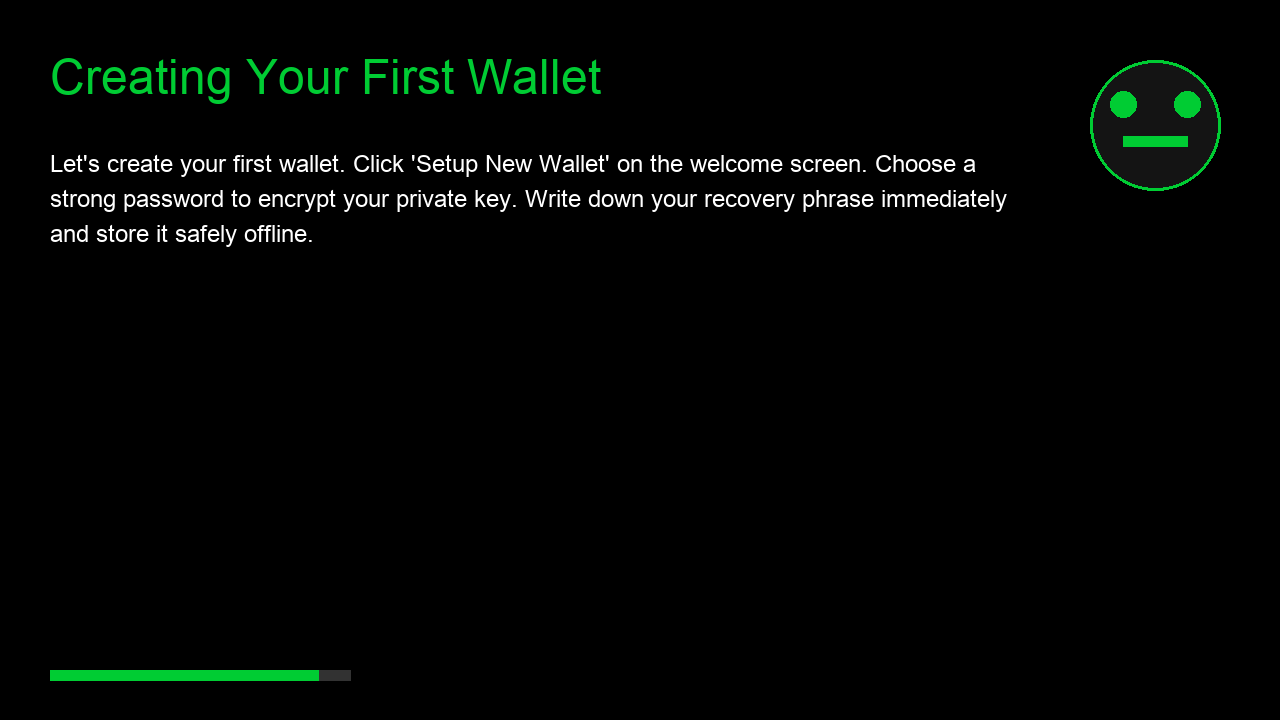 Creating Your First Wallet
Let's create your first wallet. Click 'Setup New Wallet' on the welcome screen. Choose a
strong password to encrypt your private key. Write down your recovery phrase immediately
and store it safely offline.